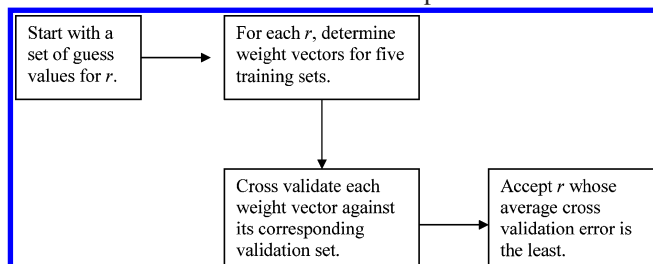 Start with a
set of guess
values for r.
For each r, determine
weight vectors for five
training sets.
Cross validate each
weight vector against
its corresponding
validation set.
Accept r whose
average cross
validation error is
the least.